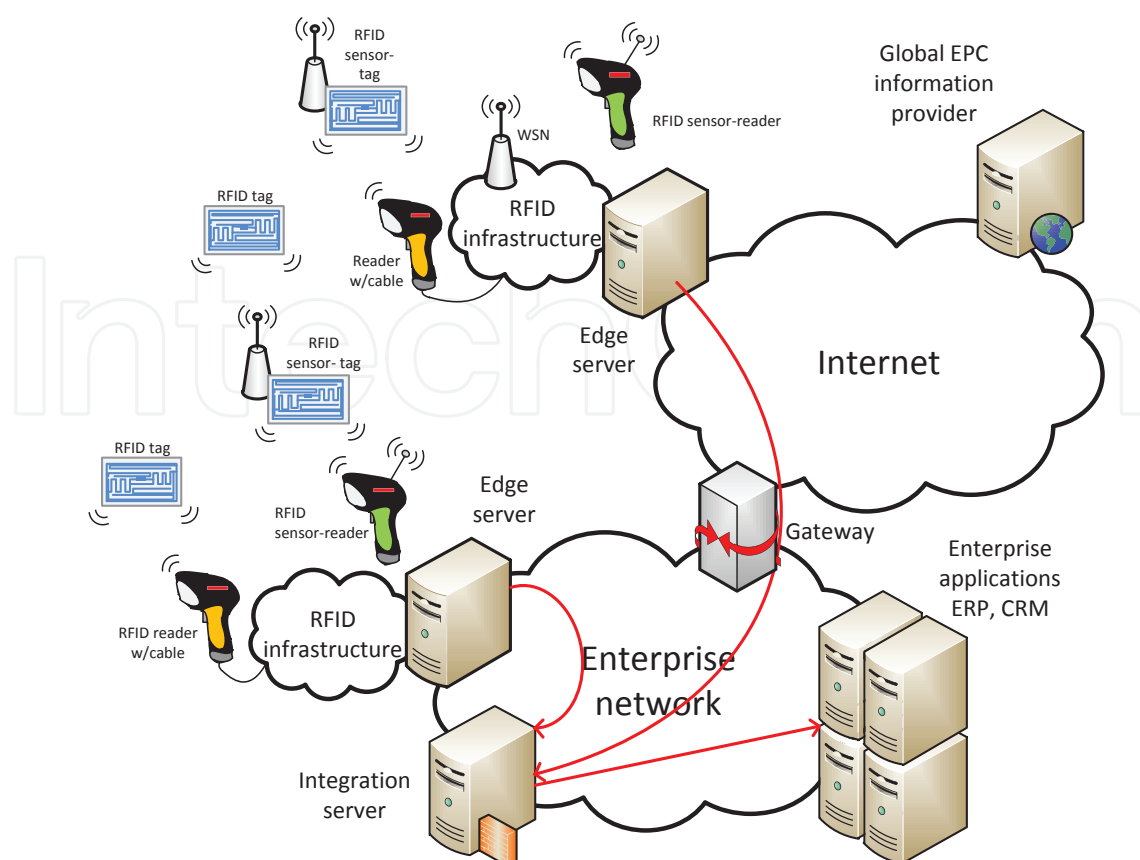 RFID
sensor-
tag
Global EPC
information
provider
WSN
RFID sensor-reader
RFID tag
RFID
infrastructure
Reader
w/cable
Edge
server
Internet
RFID
sensor- tag
RFID tag
RFID
sensor-reader
Edge
server
Gateway
Enterprise
applications
ERP, CRM
RFID reader
w/cable
RFID
infrastructure
Enterprise
network
Integration
server